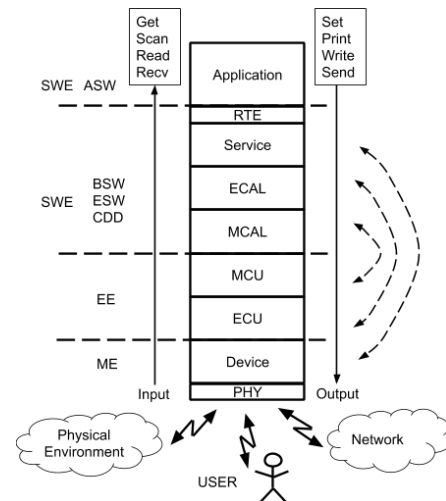 Get
Scan
Read
Recv
Set
Print
Write
Send
SWE ASW
Application
RTE
Service
SWE
BSW
ESW
CDD
ECAL
MCAL
EE
MCU
ECU
ME
Device
Input
PHY
Output
Physical
Environment
Network
USER